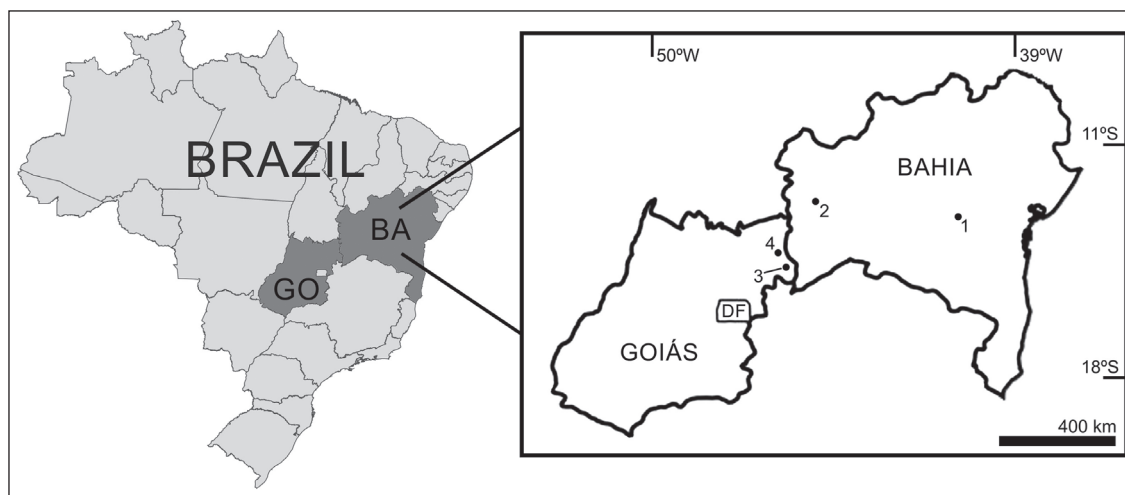 BRAZIL
BA
GO
50ºW
39ºW
11ºS
BAHIA
2
1
4
3
DF
GOIÁS
18ºS
400 km